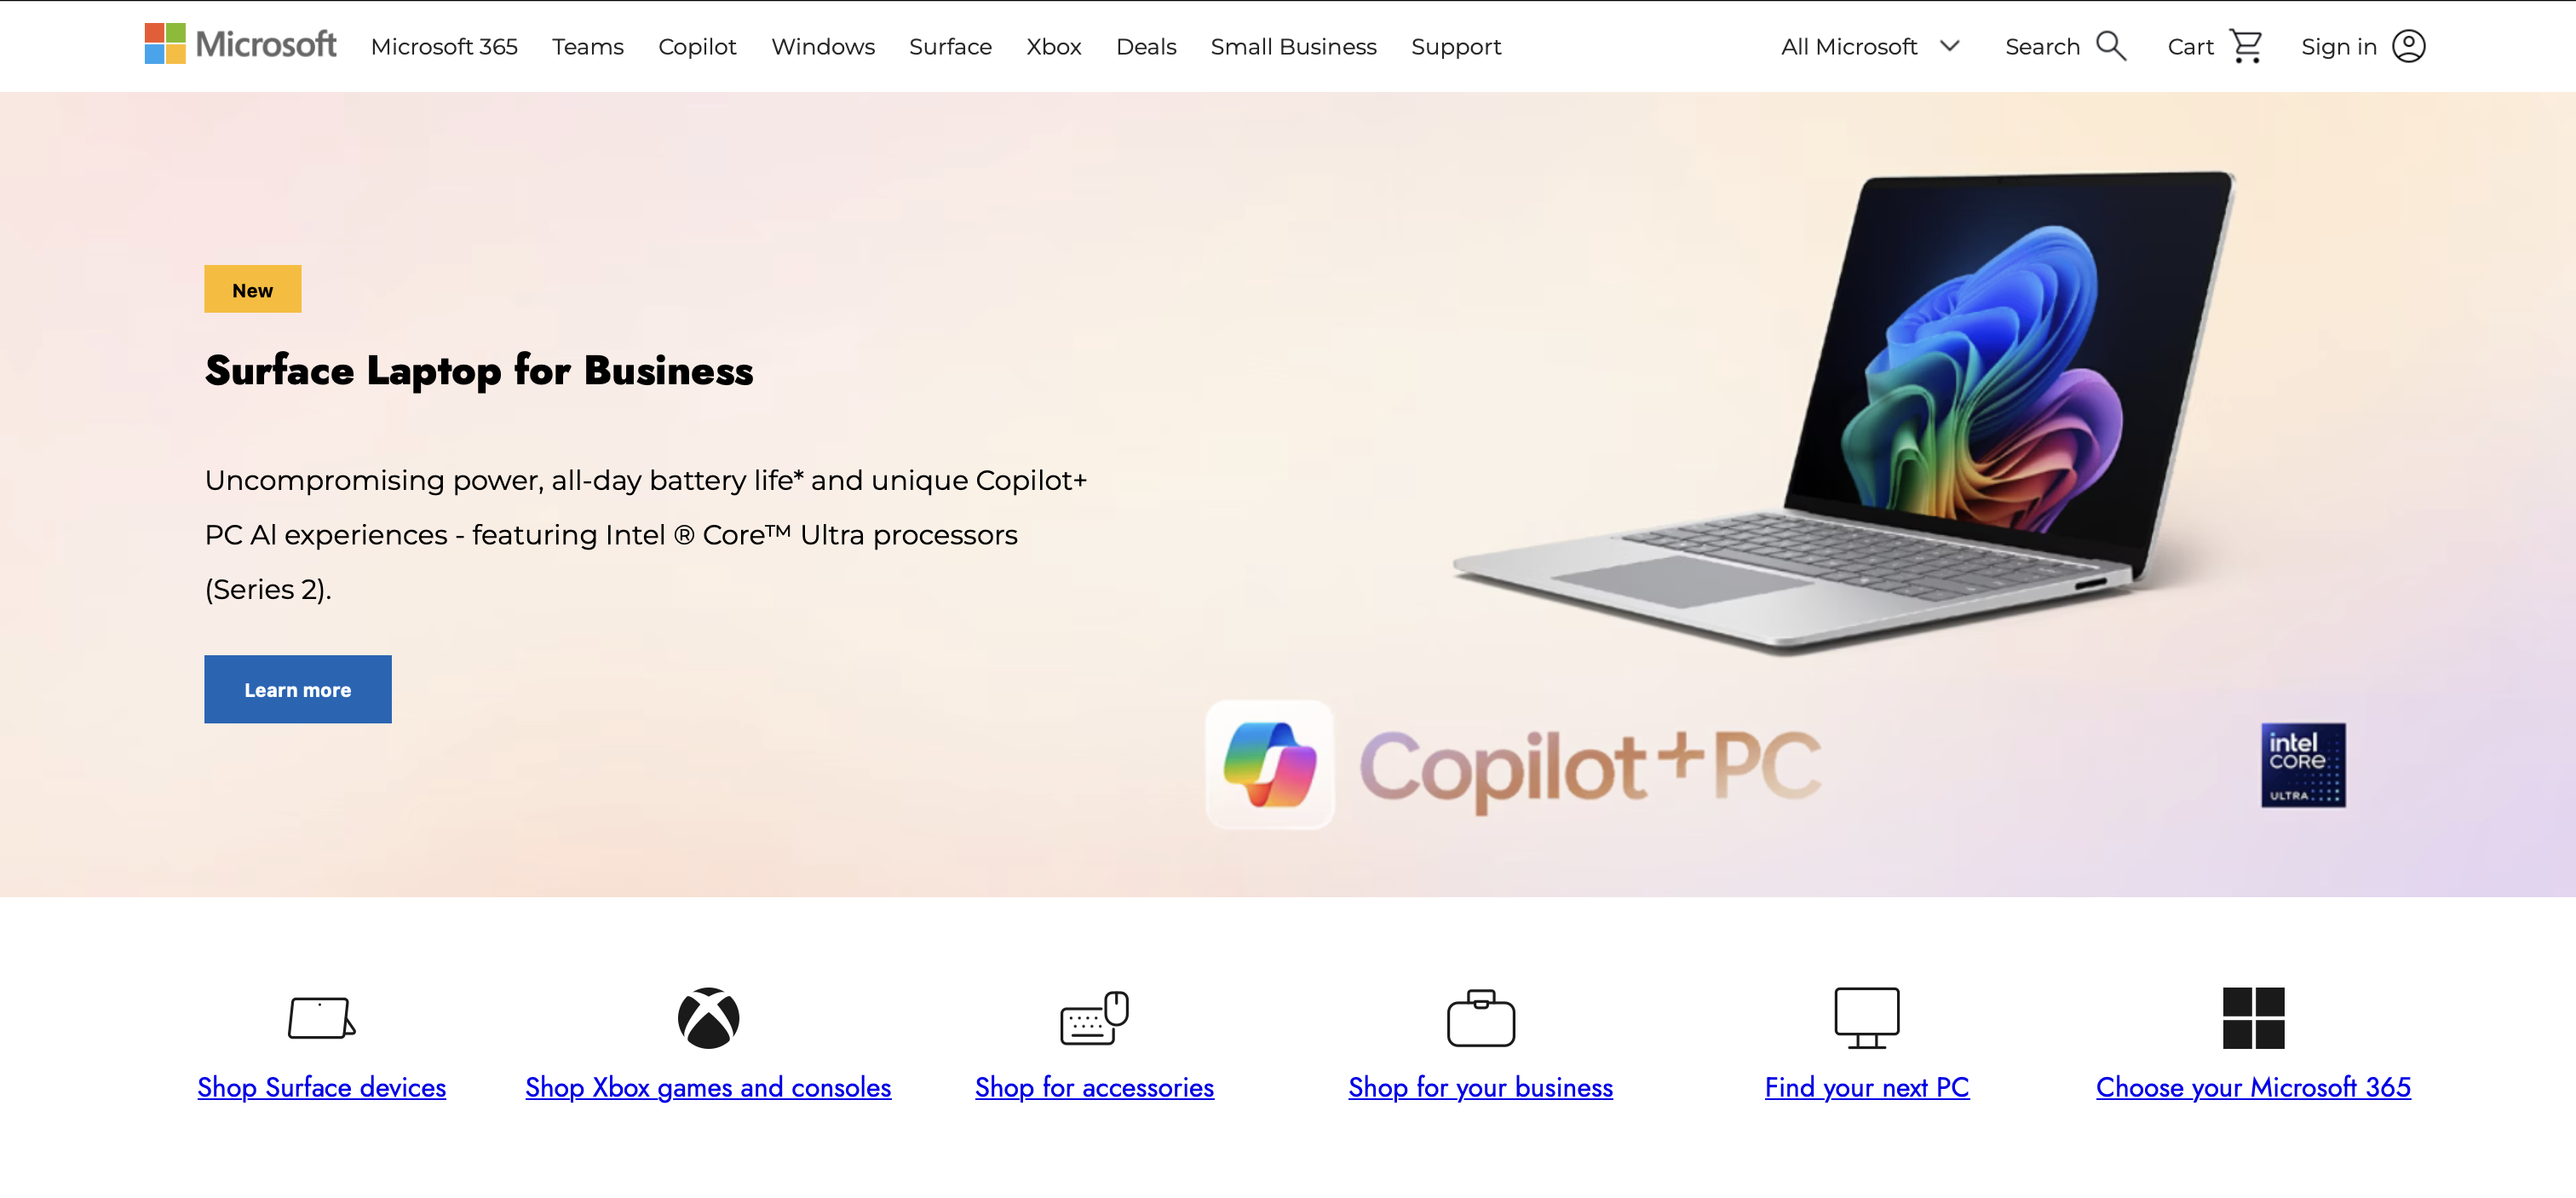 Microsoft Microsoft 365 Teams Copilot Windows Surface Xbox Deals Small Business Support All Microsoft Search Cart Sign in
New
Surface Laptop for Business
Uncompromising power, all-day battery life* and unique Copilot+
PC Al experiences - featuring Intel ® Core™ Ultra processors
(Series 2).
Learn more
Copilot+PC
intel
CORE
ULTRA
Shop Surface devices
Shop Xbox games and consoles
Shop for accessories
Shop for your business
Find your next PC
Choose your Microsoft 365